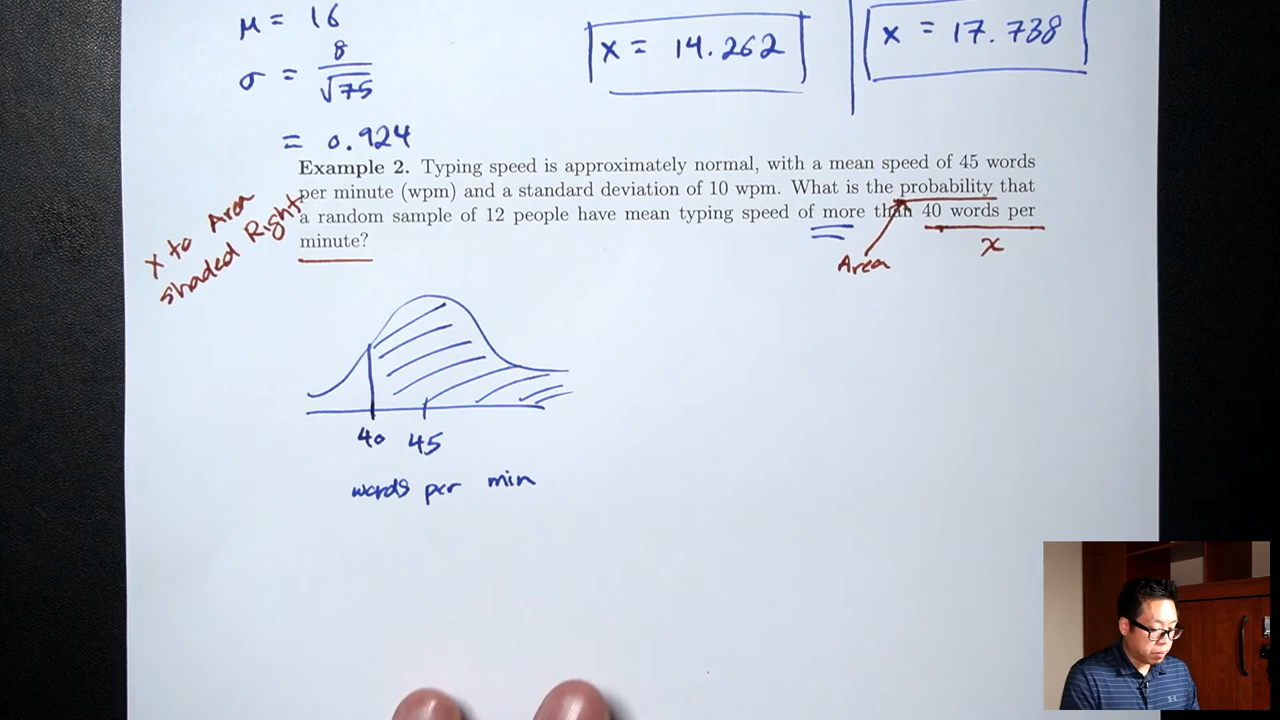 μ = 16
σ = 8/√75
= 0.924
x = 14.262
x = 17.738
Example 2. Typing speed is approximately normal, with a mean speed of 45 words
per minute (wpm) and a standard deviation of 10 wpm. What is the probability that
a random sample of 12 people have mean typing speed of more than 40 words per
minute?
x to Area
shaded Right
Area
x
40 45
words per min